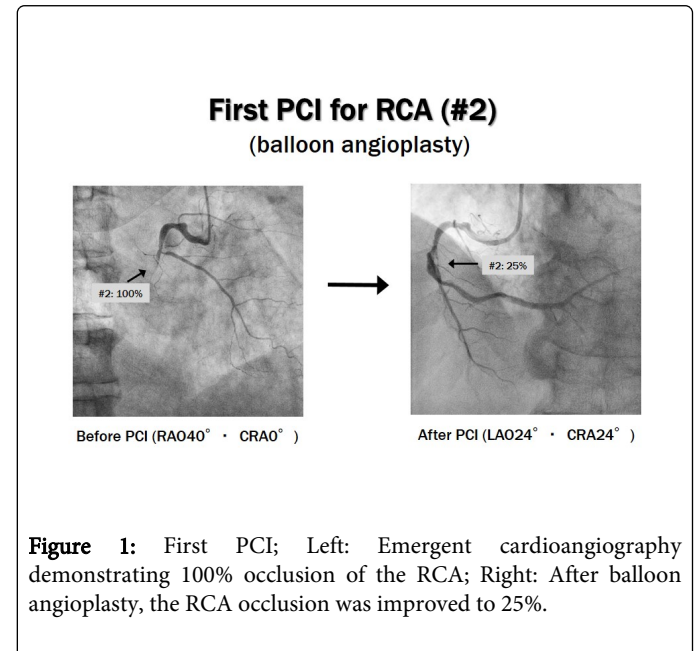 First PCI for RCA (#2)
(balloon angioplasty)
#2: 100%
#2: 25%
Before PCI (RAO40° · CRA0° )
After PCI (LAO24° · CRA24° )
Figure 1: First PCI; Left: Emergent cardioangiography
demonstrating 100% occlusion of the RCA; Right: After balloon
angioplasty, the RCA occlusion was improved to 25%.